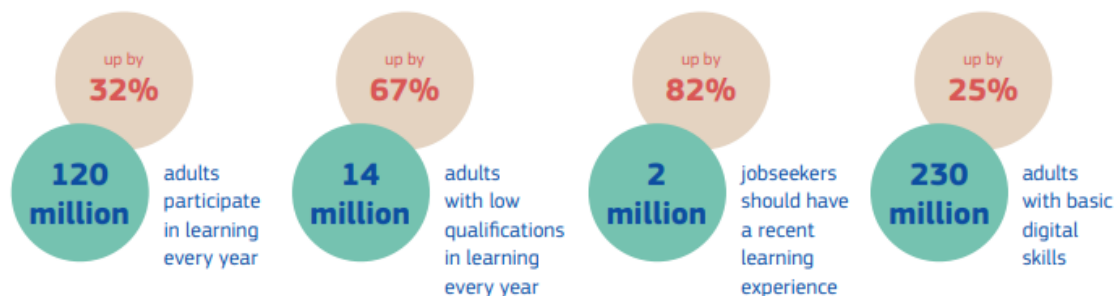 up by
32%
120
million
adults
participate
in learning
every year
up by
67%
14
million
adults
with low
qualifications
in learning
every year
up by
82%
2
million
jobseekers
should have
a recent
learning
experience
up by
25%
230
million
adults
with basic
digital
skills